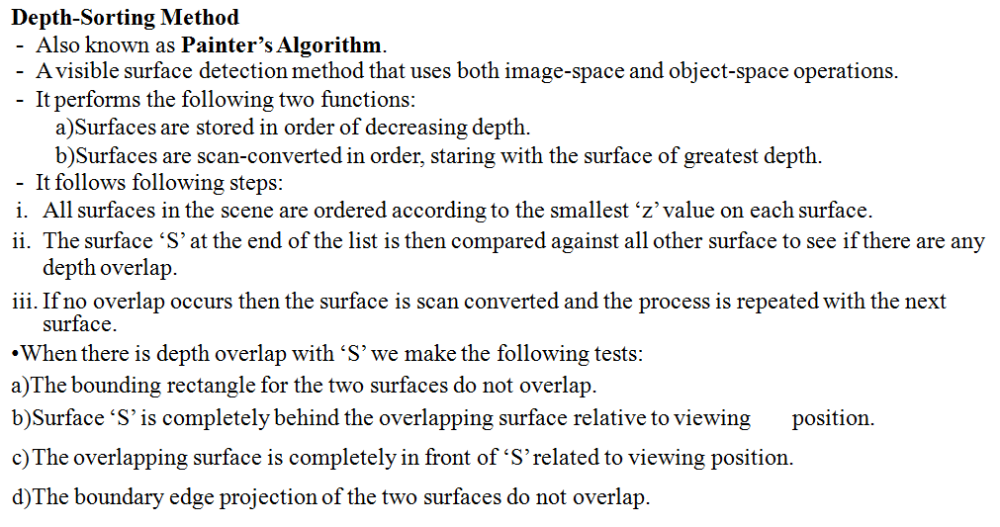 Depth-Sorting Method
- Also known as Painter's Algorithm.
- A visible surface detection method that uses both image-space and object-space operations.
- It performs the following two functions:
a)Surfaces are stored in order of decreasing depth.
b)Surfaces are scan-converted in order, staring with the surface of greatest depth.
- It follows following steps:
i. All surfaces in the scene are ordered according to the smallest ‘z’ value on each surface.
ii. The surface ‘S’ at the end of the list is then compared against all other surface to see if there are any
depth overlap.
iii. If no overlap occurs then the surface is scan converted and the process is repeated with the next
surface.
•When there is depth overlap with ‘S’ we make the following tests:
a)The bounding rectangle for the two surfaces do not overlap.
b)Surface ‘S’ is completely behind the overlapping surface relative to viewing position.
c)The overlapping surface is completely in front of ‘S’ related to viewing position.
d)The boundary edge projection of the two surfaces do not overlap.